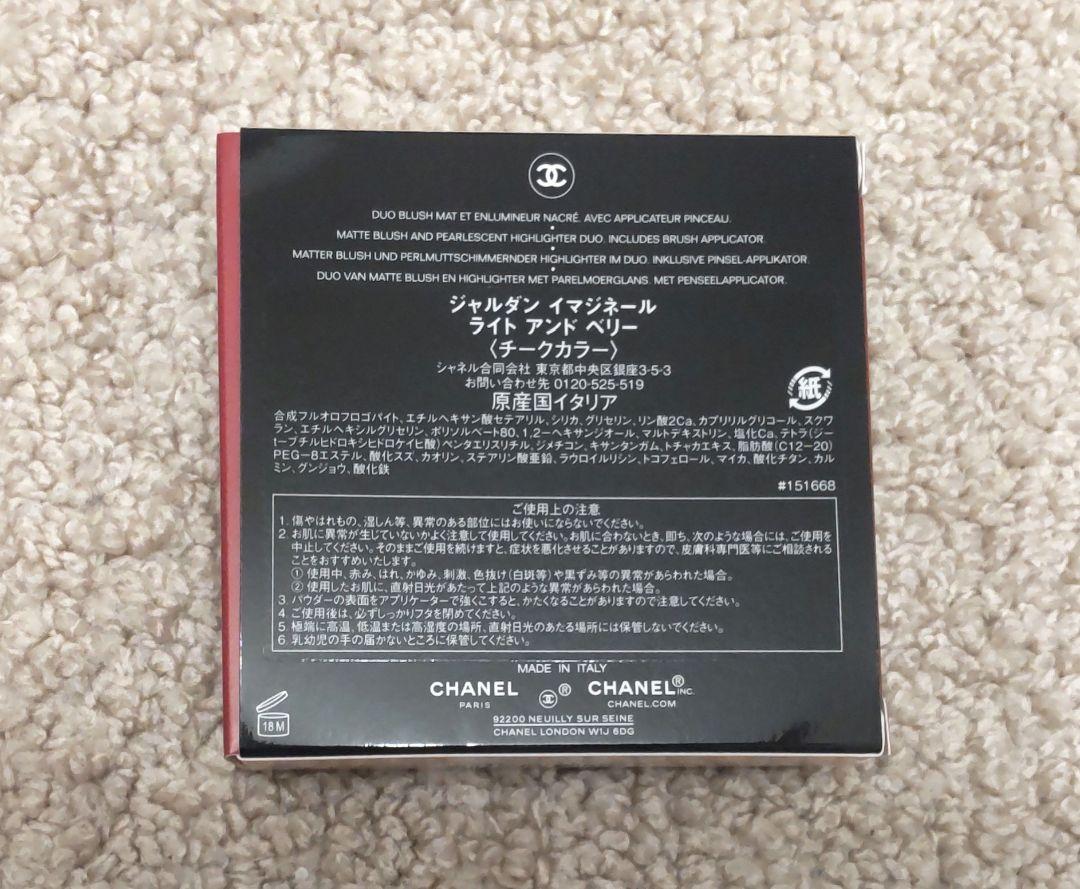 DUO BLUSH MAT ET ENLUMINEUR NACRÉ. AVEC APPLICATEUR PINCEAU.
•
MATTE BLUSH AND PEARLESCENT HIGHLIGHTER DUO. INCLUDES BRUSH APPLICATOR.
•
MATTER BLUSH UND PERLMUTTSCHIMMERNDER HIGHLIGHTER IM DUO. INKLUSIVE PINSEL-APPLIKATOR.
•
DUO VAN MATTE BLUSH EN HIGHLIGHTER MET PARELMOERGLANS. MET PENSEELAPPLICATOR.
ジャルダン イマジネール
ライト アンド ベリー
〈チークカラー〉
シャネル合同会社 東京都中央区銀座3-5-3
お問い合わせ先 0120-525-519
紙
原産国イタリア
合成フルオロフロゴパイト、エチルヘキサン酸セテアリル、シリカ、グリセリン、リン酸2Ca、カプリリルグリコール、スクワ
ラン、エチルヘキシルグリセリン、ポリソルベート80、1,2-ヘキサンジオール、マルトデキストリン、塩化Ca、テトラ(ジー
t-ブチルヒドロキシヒドロケイヒ酸)ペンタエリスリチル、ジメチコン、キサンタンガム、トチャカエキス、脂肪酸(C12-20)
PEG-8エステル、酸化スズ、カオリン、ステアリン酸亜鉛、ラウロイルリシン、トコフェロール、マイカ、酸化チタン、カル
ミン、グンジョウ、酸化鉄
#151668
ご使用上の注意
1. 傷やはれもの、湿しん等、異常のある部位にはお使いにならないでください。
2. お肌に異常が生じていないかよく注意して使用してください。お肌に合わないとき、即ち、次のような場合には、ご使用を
中止してください。そのままご使用を続けますと、症状を悪化させることがありますので、皮膚科専門医等にご相談される
ことをおすすめいたします。
① 使用中、赤み、はれ、かゆみ、刺激、色抜け(白斑等)や黒ずみ等の異常があらわれた場合。
② 使用したお肌に、直射日光があたって上記のような異常があらわれた場合。
3. パウダーの表面をアプリケーターで強くこすると、かたくなることがありますので注意してください。
4. ご使用後は、必ずしっかりフタを閉めてください。
5. 極端に高温、低温または高湿度の場所、直射日光のあたる場所には保管しないでください。
6. 乳幼児の手の届かないところに保管してください。
MADE IN ITALY
CHANEL ® CHANEL® INC.
PARIS CHANEL.COM
92200 NEUILLY SUR SEINE
CHANEL LONDON W1J 6DG
18M